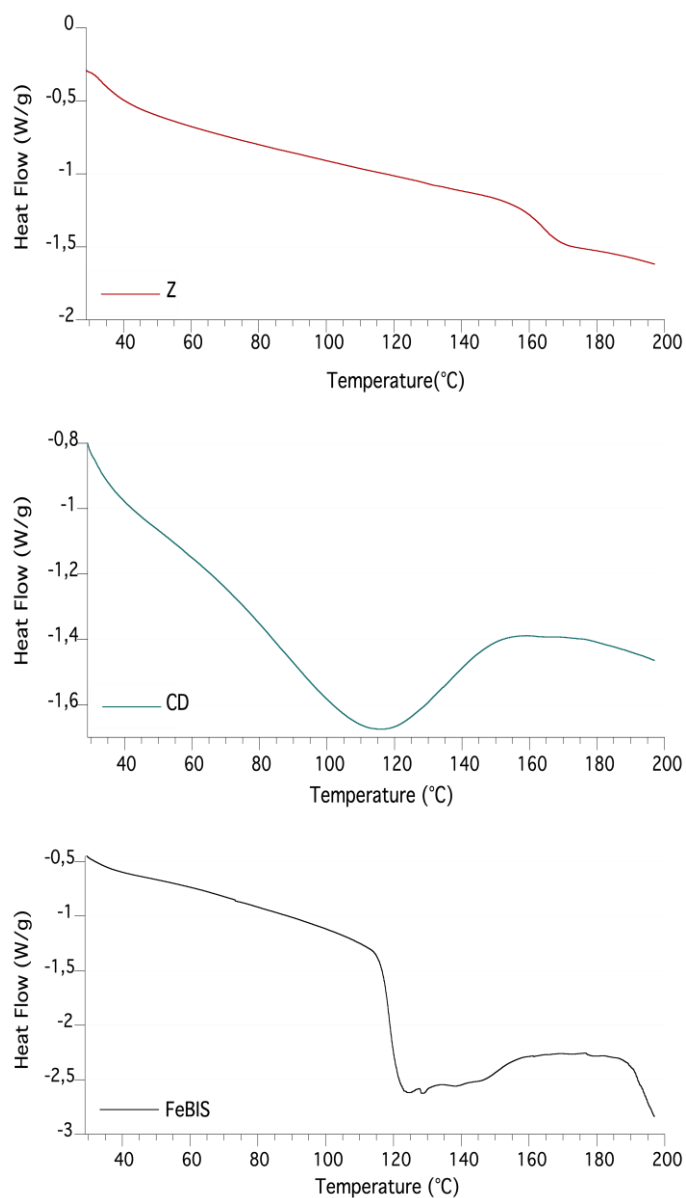 0
-0,5
-1
-1,5
-2
Heat Flow (W/g)
Z
40 60 80 100 120 140 160 180 200
Temperature(°C)
-0,8
-1
-1,2
-1,4
-1,6
Heat Flow (W/g)
CD
40 60 80 100 120 140 160 180 200
Temperature (°C)
-0,5
-1
-1,5
-2
-2,5
-3
Heat Flow (W/g)
FeBIS
40 60 80 100 120 140 160 180 200
Temperature (°C)